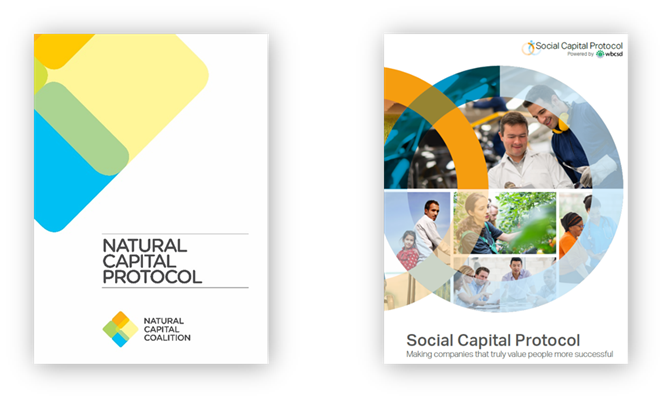 NATURAL
CAPITAL
PROTOCOL
NATURAL
CAPITAL
COALITION
Social Capital Protocol
Powered by wbcsd
Social Capital Protocol
Making companies that truly value people more successful